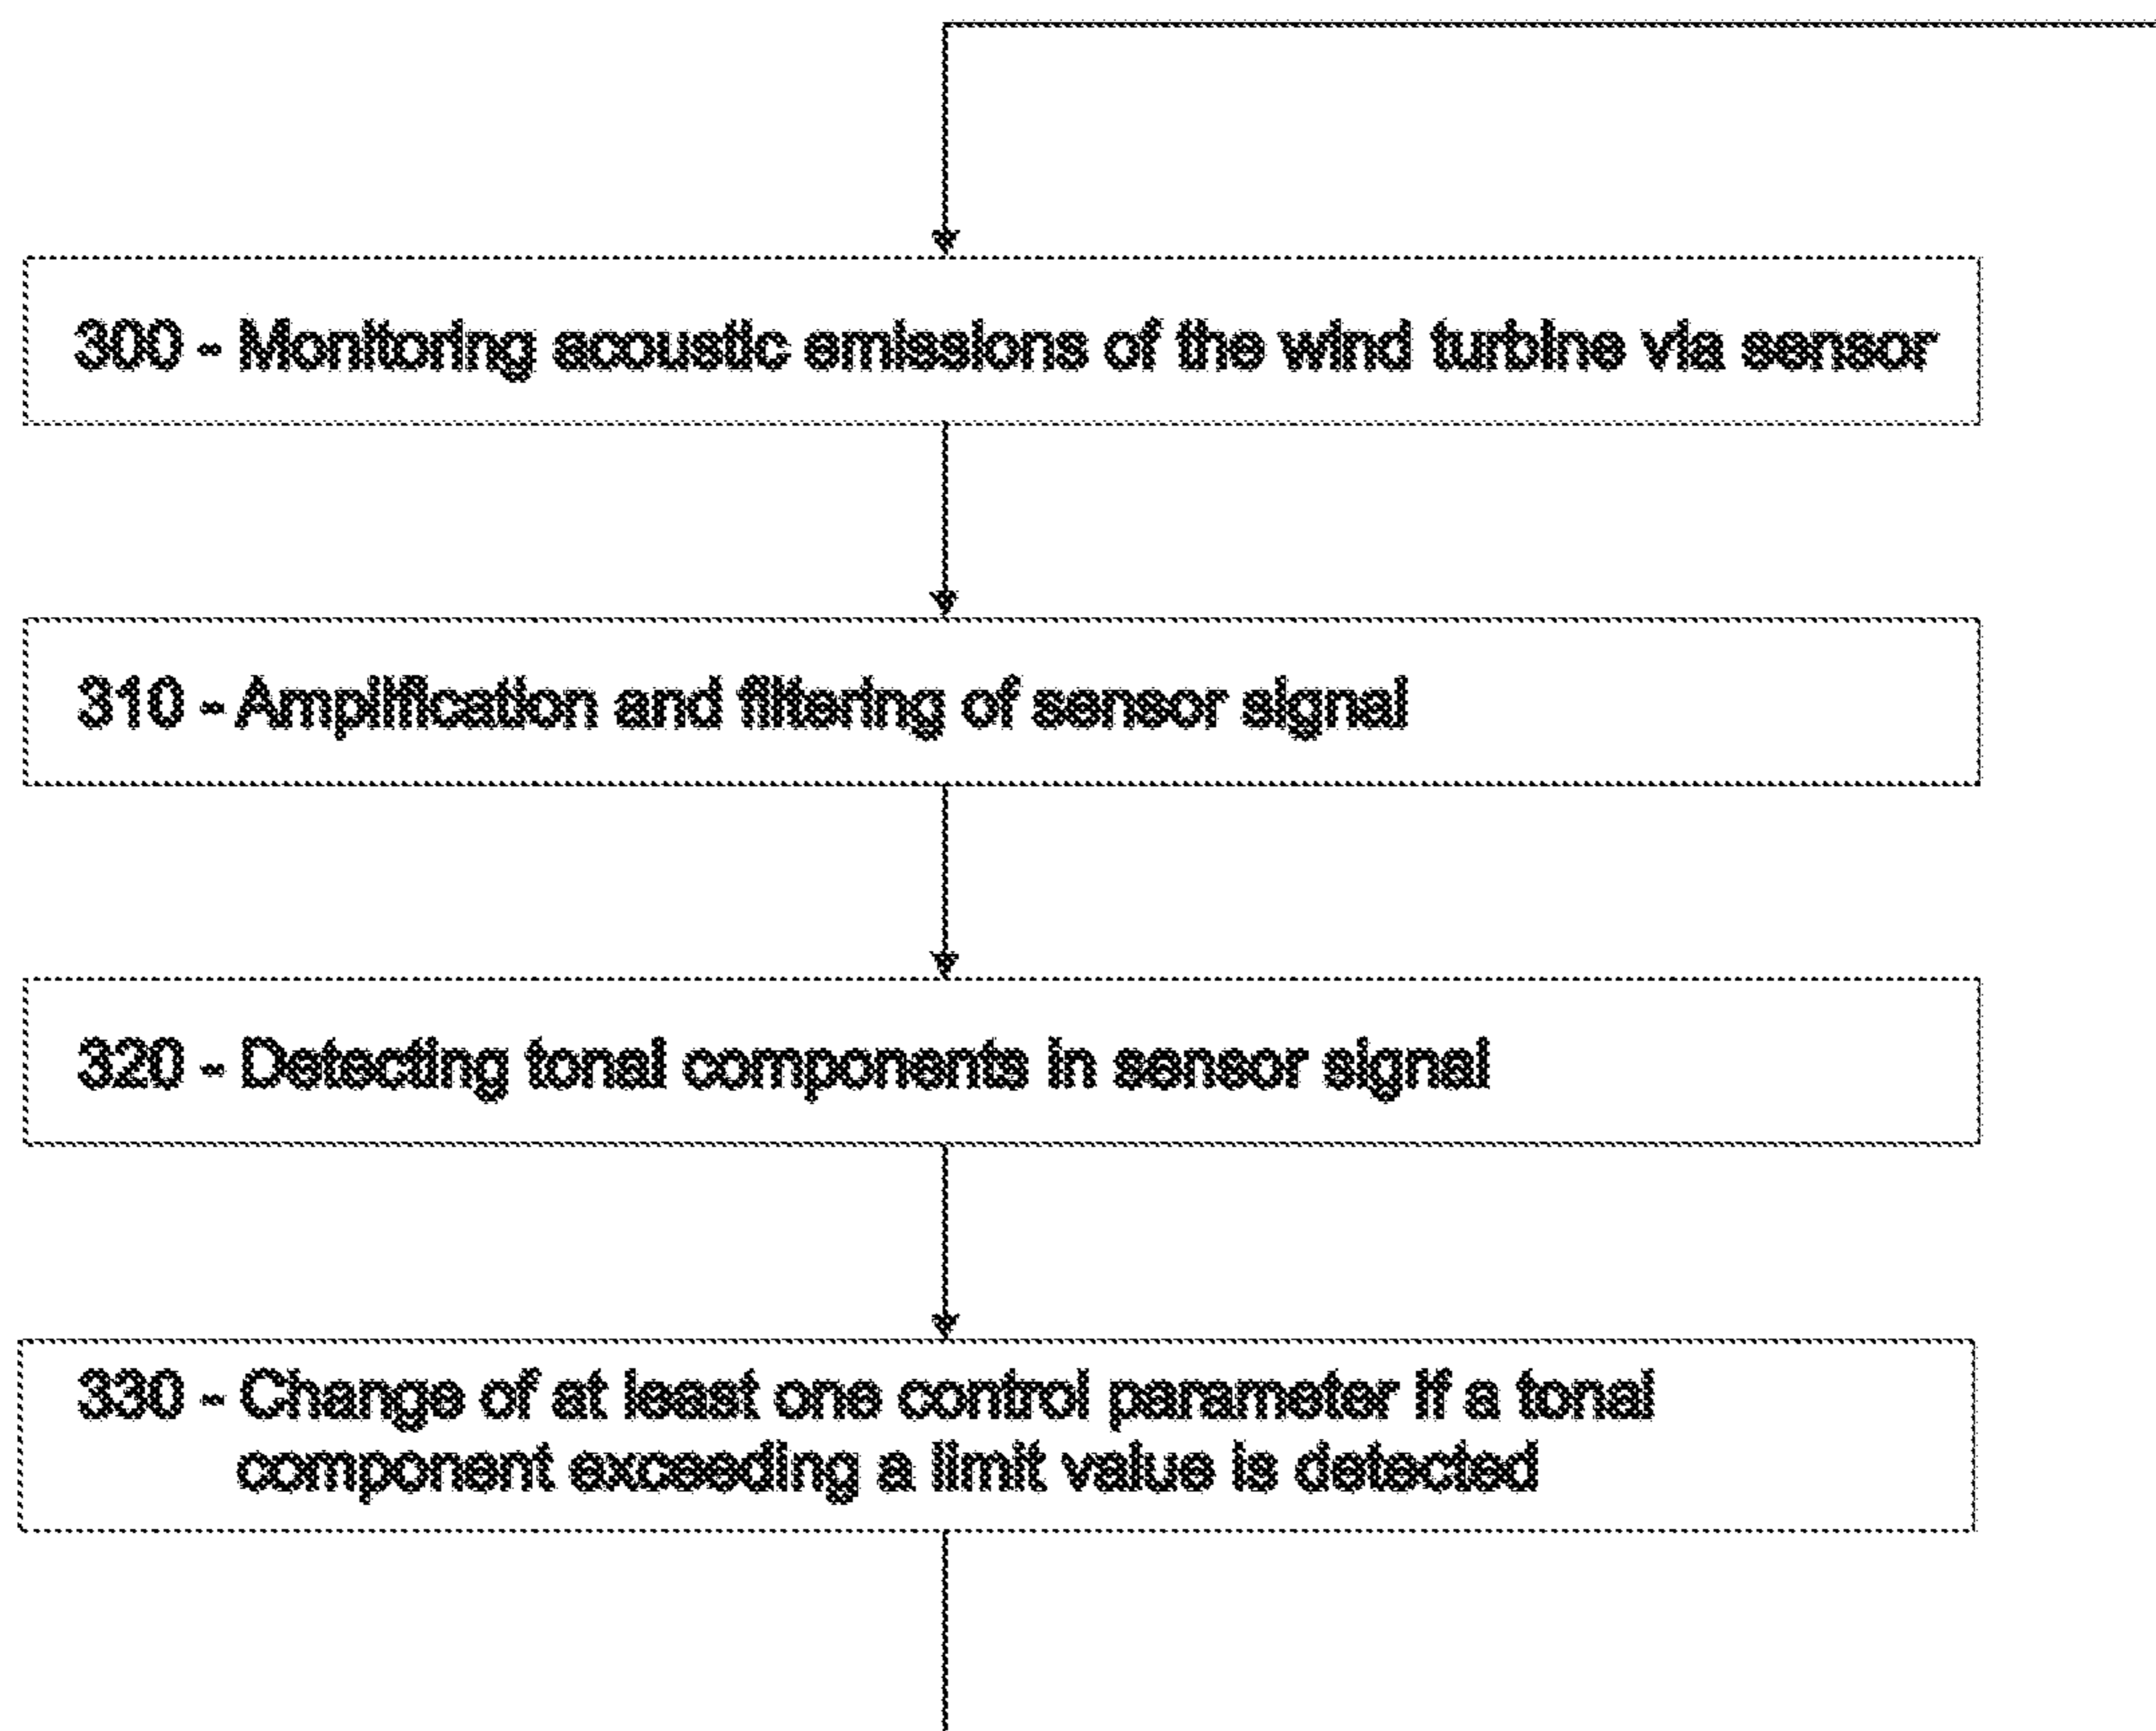 300 - Monitoring acoustic emissions of the wind turbine via sensor
310 - Amplification and filtering of sensor signal
320 - Detecting tonal components in sensor signal
330 - Change of at least one control parameter if a tonal
component exceeding a limit value is detected